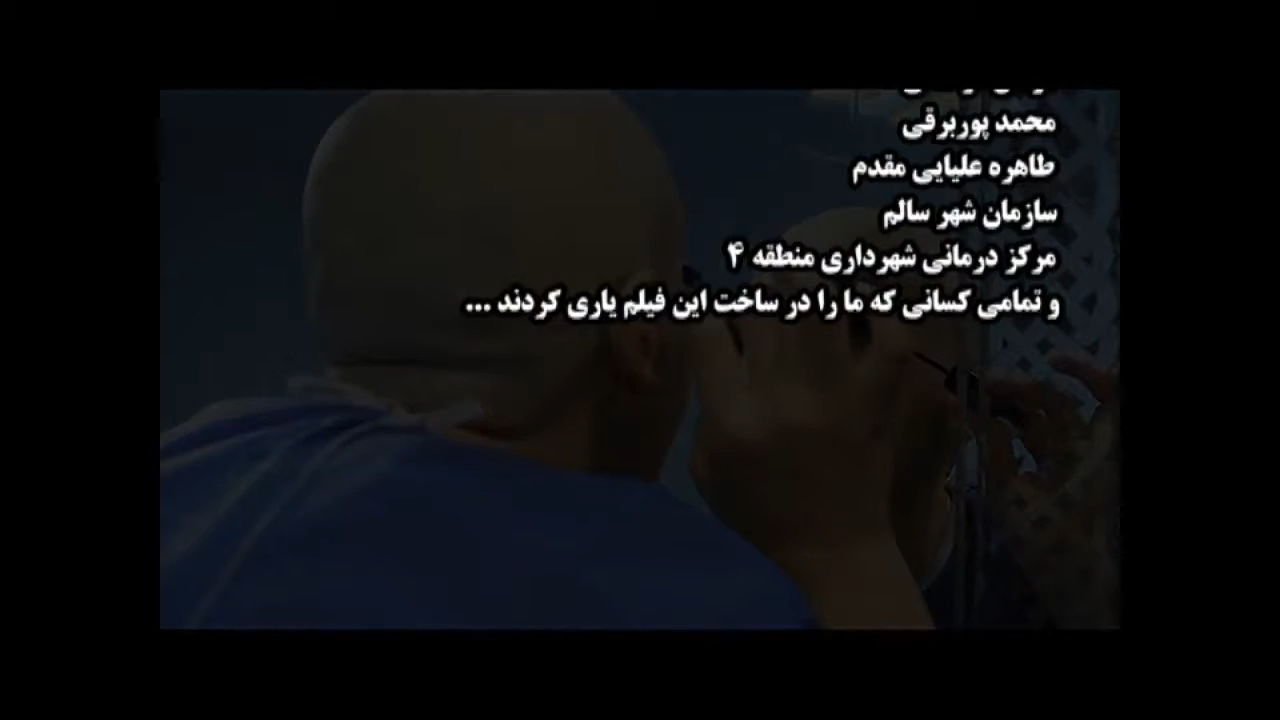 محمد پوربرقی
طاهره علیایی مقدم
سازمان شهر سالم
مرکز درمانی شهرداری منطقه ۴
و تمامی کسانی که ما را در ساخت این فیلم یاری کردند ...